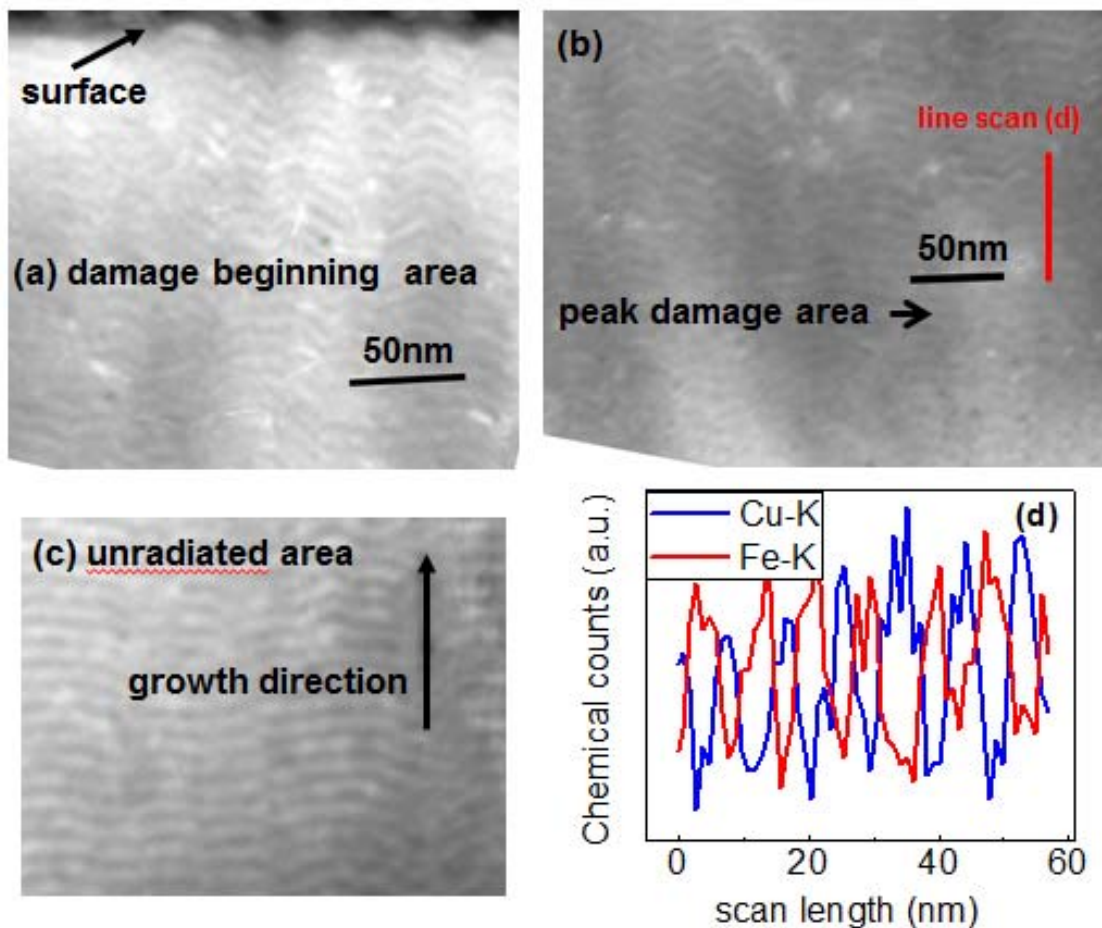 surface
(a) damage beginning area
50nm
(b)
line scan (d)
50nm
peak damage area
(c) unradiated area
growth direction
(d)
Cu-K
Fe-K
Chemical counts (a.u.)
0 20 40 60
scan length (nm)